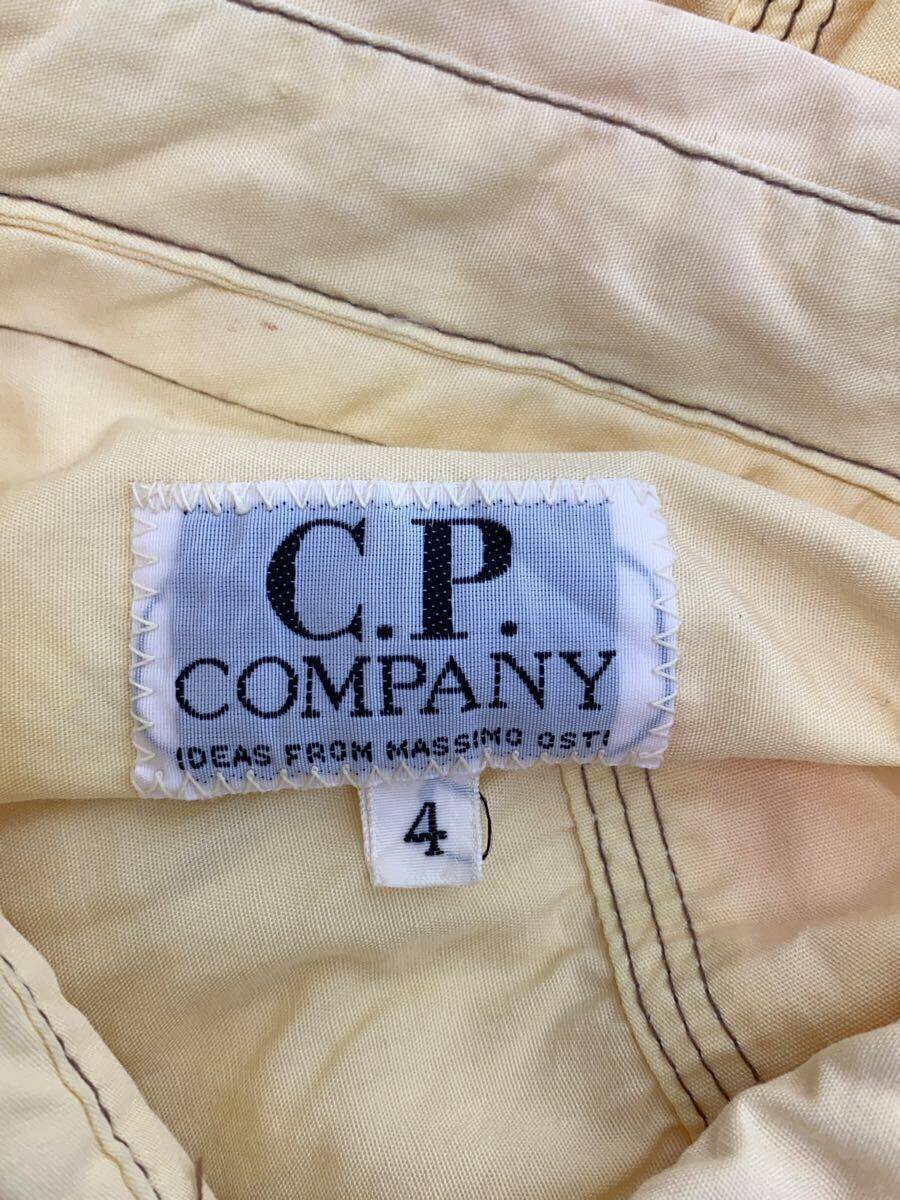 C.P.
COMPANY
IDEAS FROM MASSIMO OSTI
4